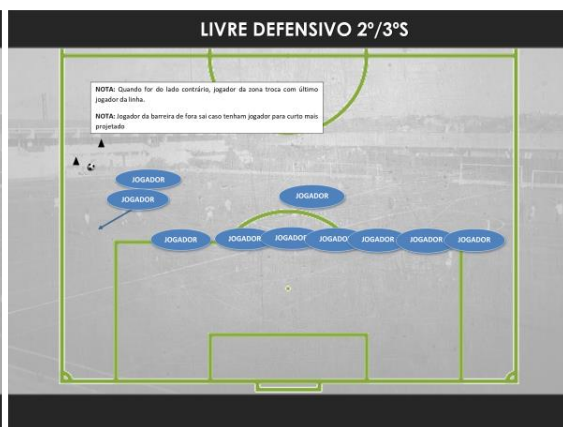 LIVRE DEFENSIVO 2º/3ºS
NOTA: Quando for do lado contrário, jogador da zona troca com último
jogador da linha.
NOTA: Jogador da barreira de fora sai caso tenham jogador para curto mais
projetado
JOGADOR
JOGADOR
JOGADOR
JOGADOR
JOGADOR
JOGADOR
JOGADOR
JOGADOR
JOGADOR
JOGADOR